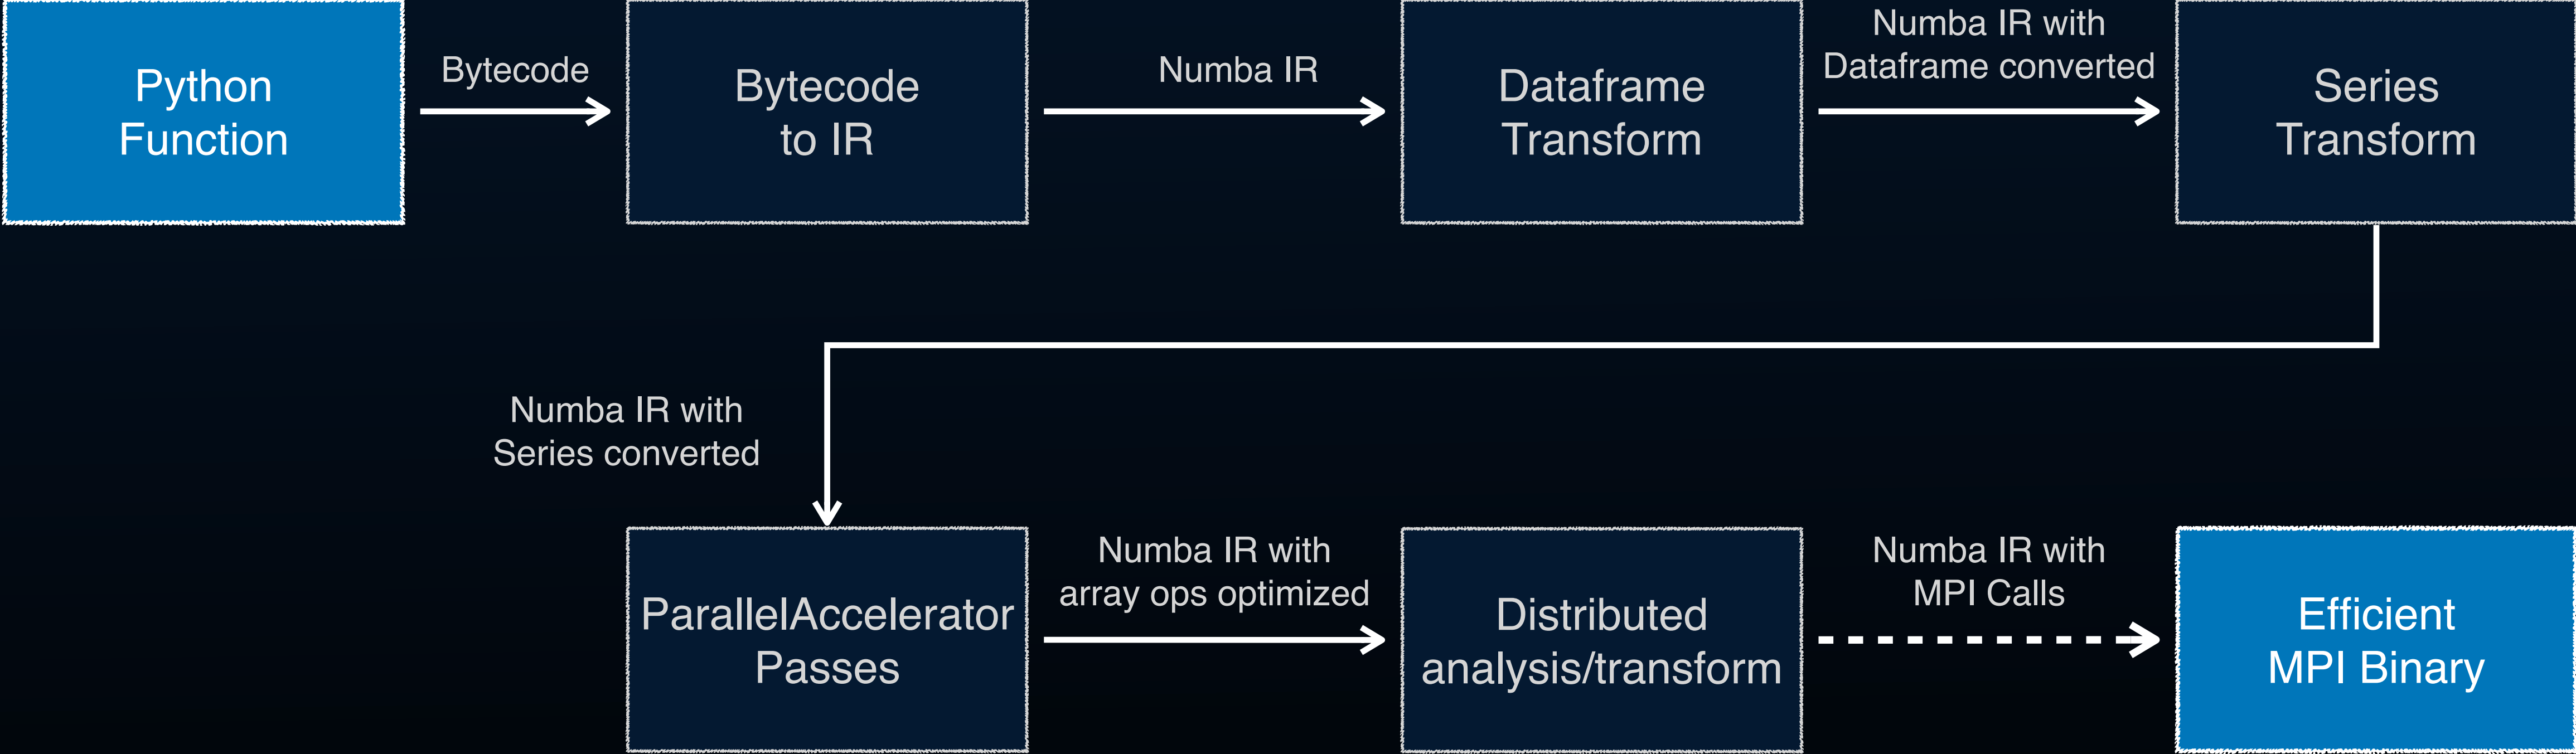 Python
Function
Bytecode
Bytecode
to IR
Numba IR
Dataframe
Transform
Numba IR with
Dataframe converted
Series
Transform
Numba IR with
Series converted
ParallelAccelerator
Passes
Numba IR with
array ops optimized
Distributed
analysis/transform
Numba IR with
MPI Calls
Efficient
MPI Binary